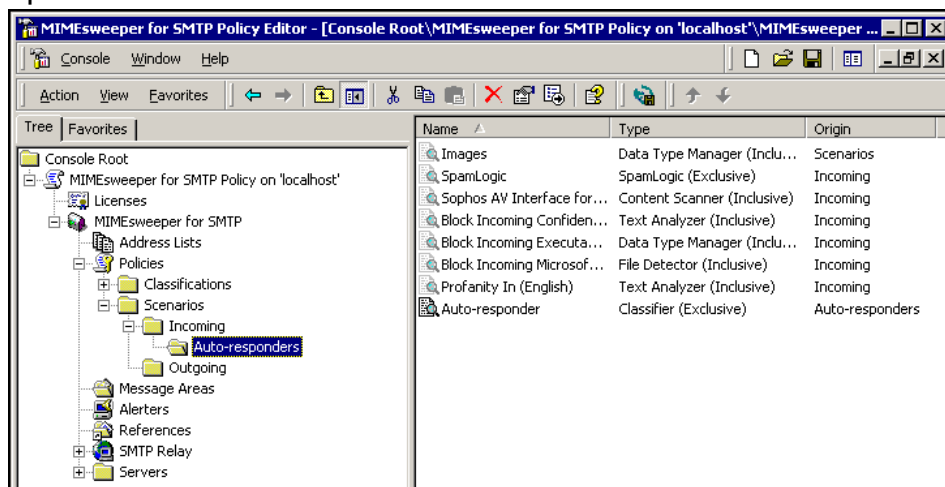 MIMEsweeper for SMTP Policy Editor - [Console Root\MIMEsweeper for SMTP Policy on 'localhost'\MIMEsweeper ...
Console Window Help
Action View Favorites
Tree Favorites
Console Root
MIMEsweeper for SMTP Policy on 'localhost'
Licenses
MIMEsweeper for SMTP
Address Lists
Policies
Classifications
Scenarios
Incoming
Auto-responders
Outgoing
Message Areas
Alerters
References
SMTP Relay
Servers
Name Type Origin
Images Data Type Manager (Inclu... Scenarios
SpamLogic SpamLogic (Exclusive) Incoming
Sophos AV Interface for... Content Scanner (Inclusive) Incoming
Block Incoming Confiden... Text Analyzer (Inclusive) Incoming
Block Incoming Executa... Data Type Manager (Inclu... Incoming
Block Incoming Microsof... File Detector (Inclusive) Incoming
Profanity In (English) Text Analyzer (Inclusive) Incoming
Auto-responder Classifier (Exclusive) Auto-responders